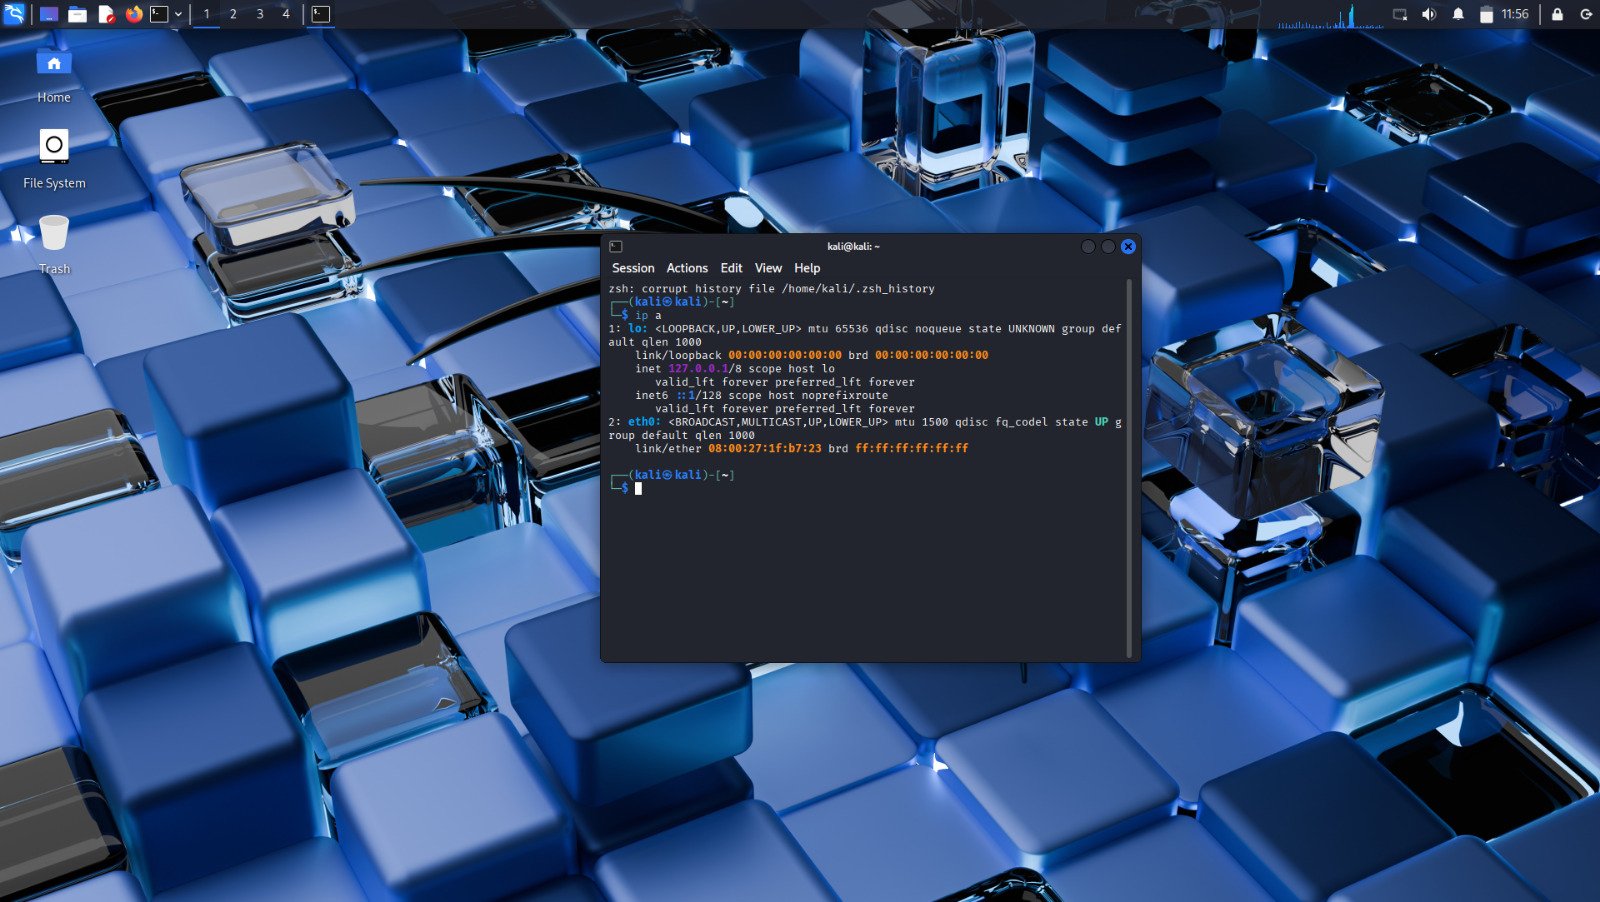 1 2 3 4
11:56
Home
File System
Trash
kali@kali: ~
Session Actions Edit View Help
zsh: corrupt history file /home/kali/.zsh_history
┌──(kali㉿kali)-[~]
└─$ ip a
1: lo: <LOOPBACK,UP,LOWER_UP> mtu 65536 qdisc noqueue state UNKNOWN group def
ault qlen 1000
    link/loopback 00:00:00:00:00:00 brd 00:00:00:00:00:00
    inet 127.0.0.1/8 scope host lo
       valid_lft forever preferred_lft forever
    inet6 ::1/128 scope host noprefixroute
       valid_lft forever preferred_lft forever
2: eth0: <BROADCAST,MULTICAST,UP,LOWER_UP> mtu 1500 qdisc fq_codel state UP g
roup default qlen 1000
    link/ether 08:00:27:1f:b7:23 brd ff:ff:ff:ff:ff:ff
┌──(kali㉿kali)-[~]
└─$